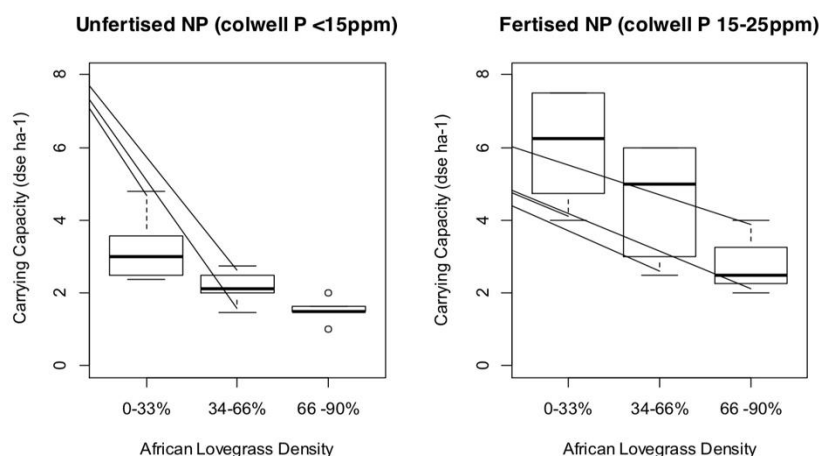 Unfertised NP (colwell P <15ppm)
Carrying Capacity (dse ha-1)
8
6
4
2
0
0-33% 34-66% 66 -90%
African Lovegrass Density
Fertised NP (colwell P 15-25ppm)
Carrying Capacity (dse ha-1)
8
6
4
2
0
0-33% 34-66% 66 -90%
African Lovegrass Density